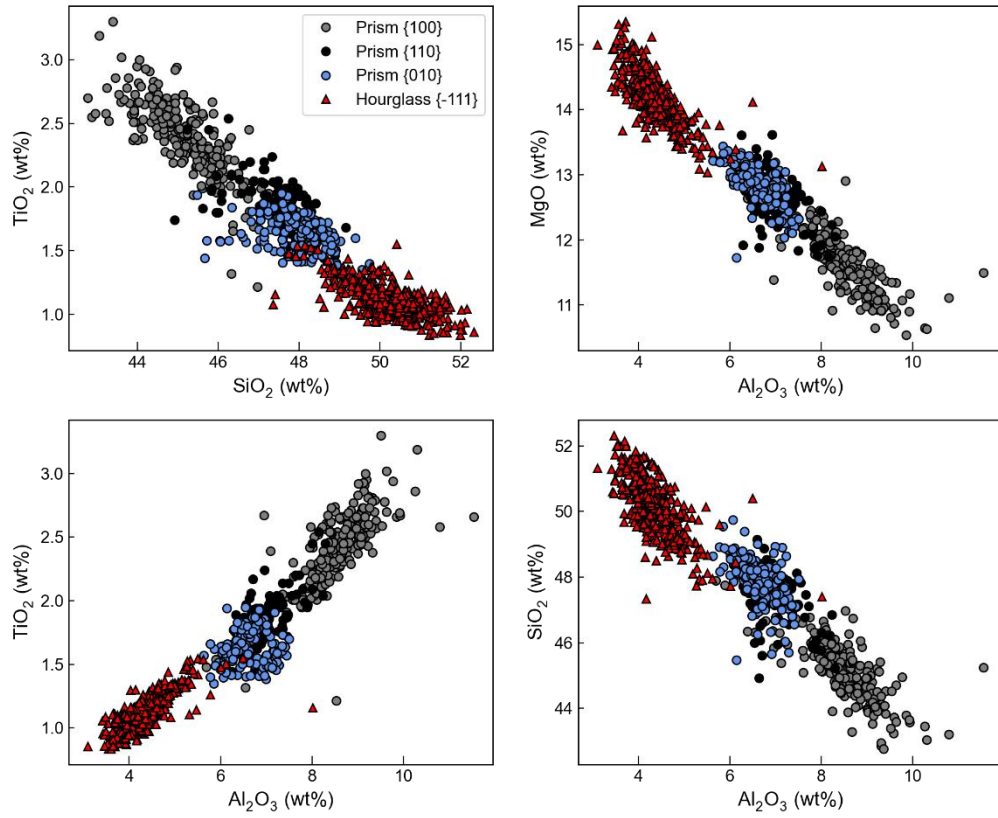 3.0
2.5
2.0
1.5
1.0
TiO2 (wt%)
44 46 48 50 52
SiO2 (wt%)
Prism {100}
Prism {110}
Prism {010}
Hourglass {-111}
15
14
13
12
11
MgO (wt%)
4 6 8 10
Al2O3 (wt%)
3.0
2.5
2.0
1.5
1.0
TiO2 (wt%)
4 6 8 10
Al2O3 (wt%)
52
50
48
46
44
SiO2 (wt%)
4 6 8 10
Al2O3 (wt%)